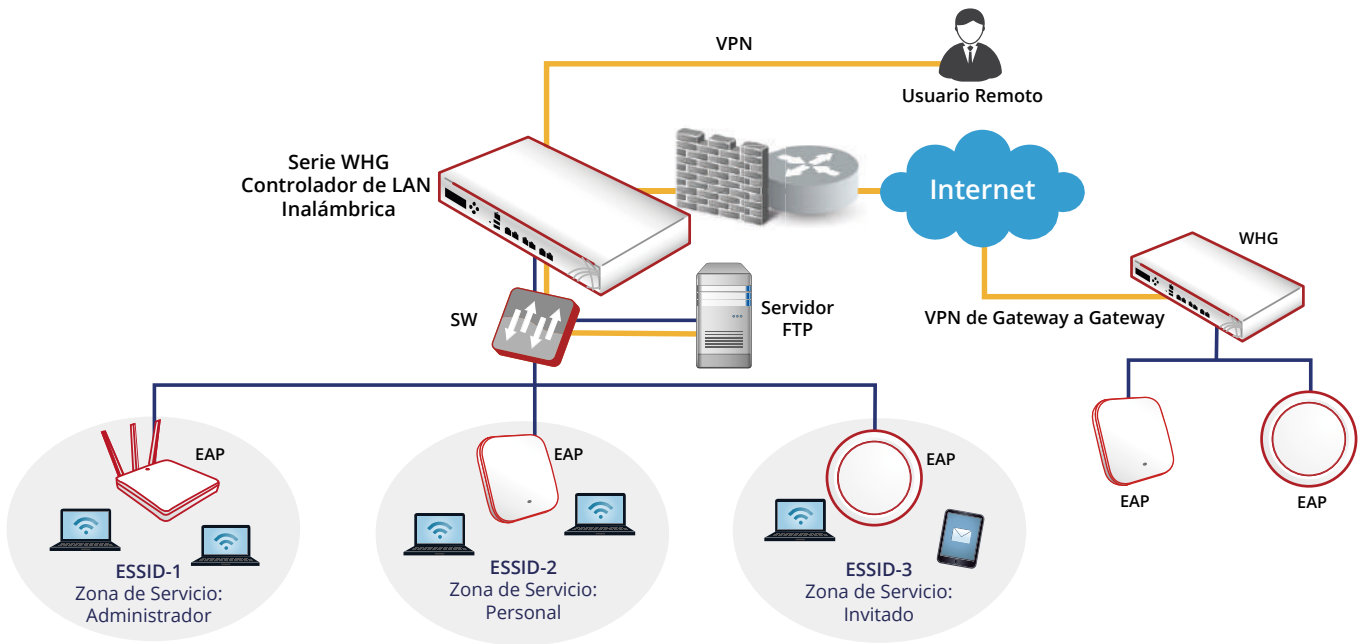 VPN
Usuario Remoto
Serie WHG
Controlador de LAN
Inalámbrica
Internet
WHG
SW
Servidor
FTP
VPN de Gateway a Gateway
EAP
EAP
EAP
EAP
EAP
ESSID-1
Zona de Servicio:
Administrador
ESSID-2
Zona de Servicio:
Personal
ESSID-3
Zona de Servicio:
Invitado